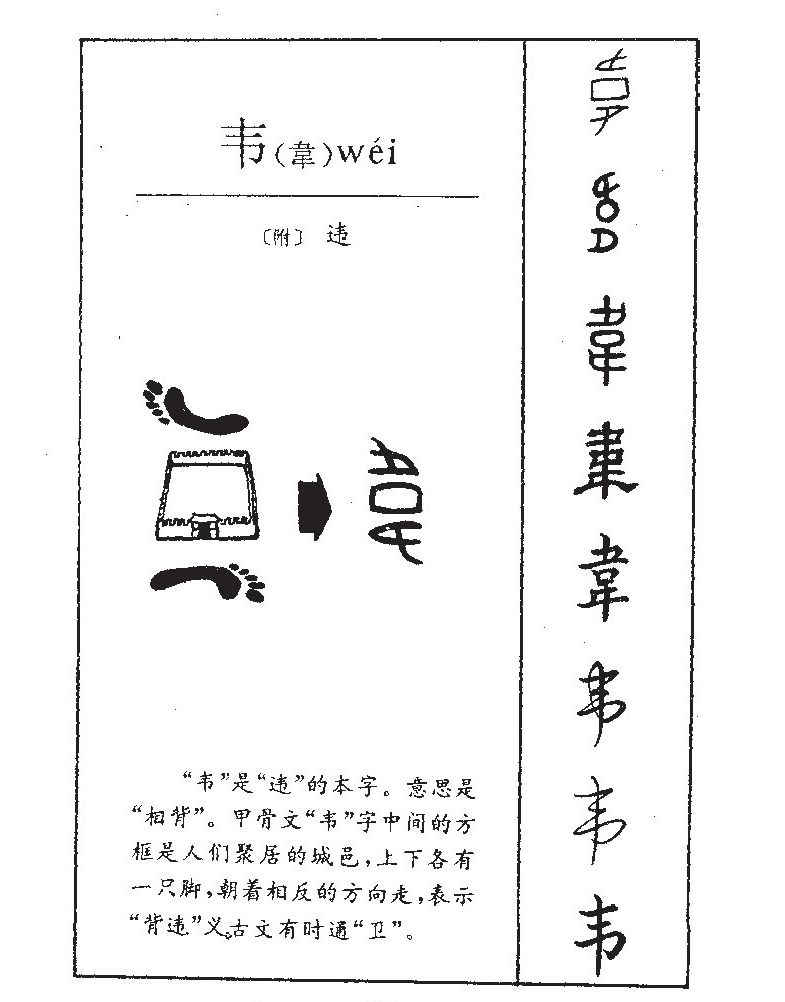 韦(韋)wéi
〔附〕 违
“韦”是“违”的本字。意思是
“相背”。甲骨文“韦”字中间的方
框是人们聚居的城邑，上下各有
一只脚，朝着相反的方向走，表示
“背违”义。古文有时通“卫”。
韋
韋
韋
韦
韦
韦